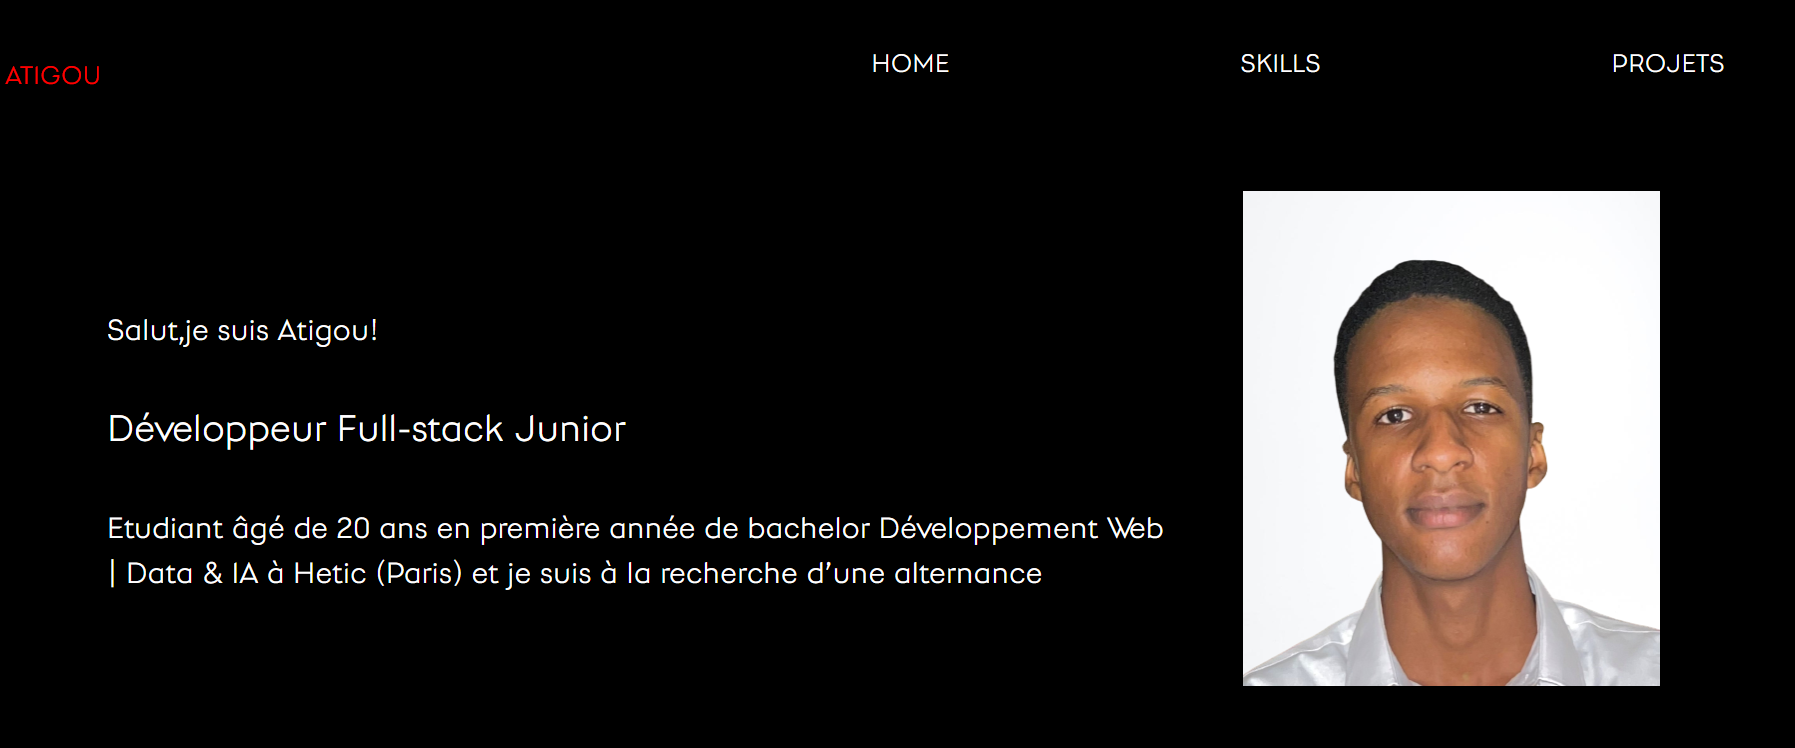 ATIGOU
HOME
SKILLS
PROJETS
Salut,je suis Atigou!
Développeur Full-stack Junior
Etudiant âgé de 20 ans en première année de bachelor Développement Web
| Data & IA à Hetic (Paris) et je suis à la recherche d’une alternance